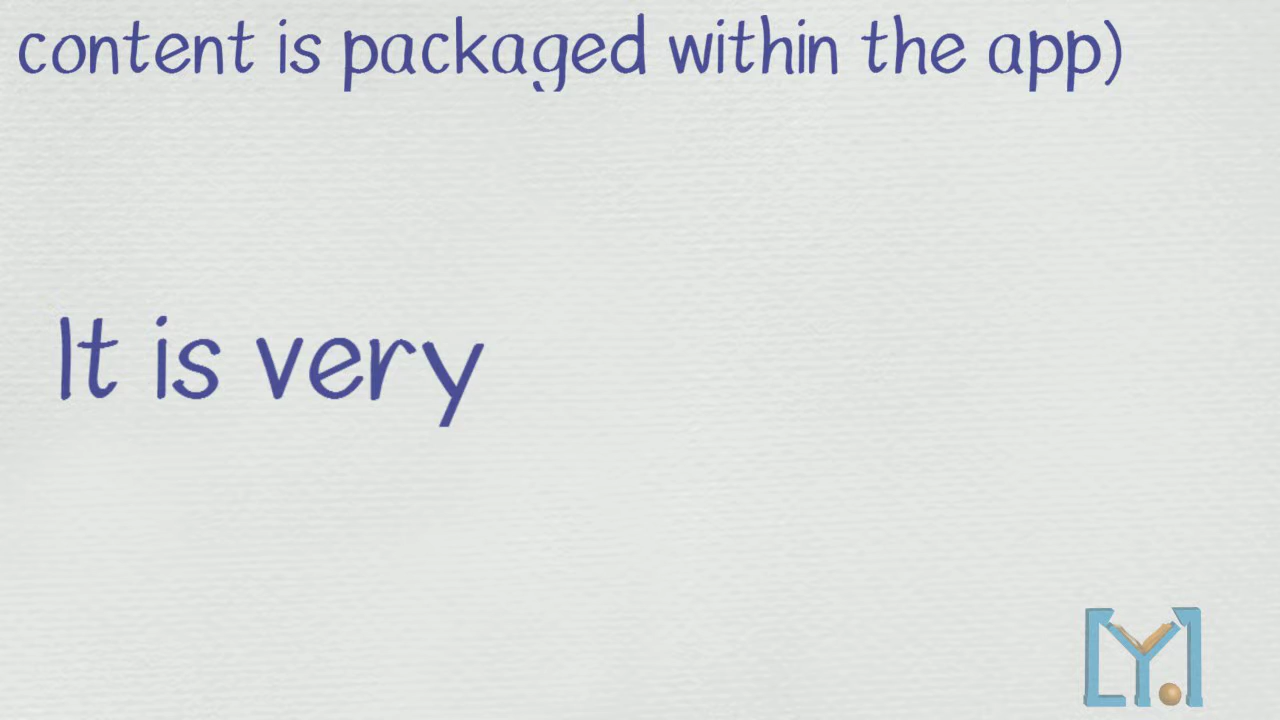 content is packaged within the app)
It is very